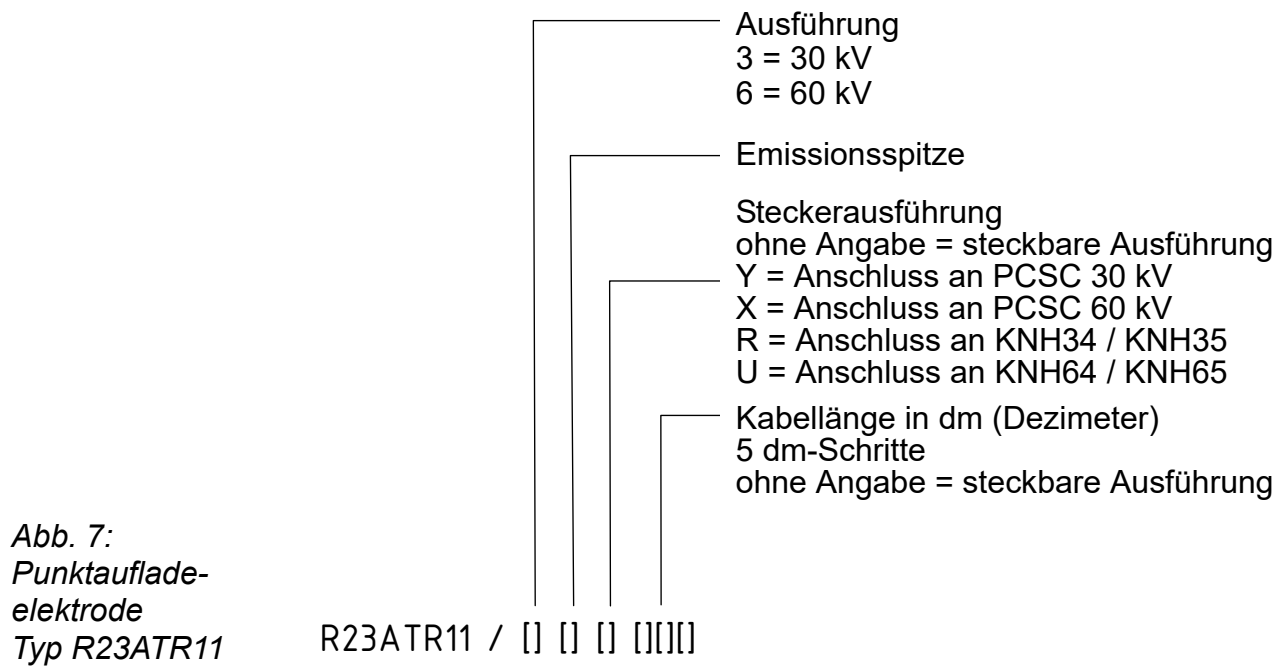 Ausführung
3 = 30 kV
6 = 60 kV
Emissionsspitze
Steckerausführung
ohne Angabe = steckbare Ausführung
Y = Anschluss an PCSC 30 kV
X = Anschluss an PCSC 60 kV
R = Anschluss an KNH34 / KNH35
U = Anschluss an KNH64 / KNH65
Kabellänge in dm (Dezimeter)
5 dm-Schritte
ohne Angabe = steckbare Ausführung
Abb. 7:
Punktauflade-
elektrode
Typ R23ATR11
R23ATR11 / [] [] [] [][][]